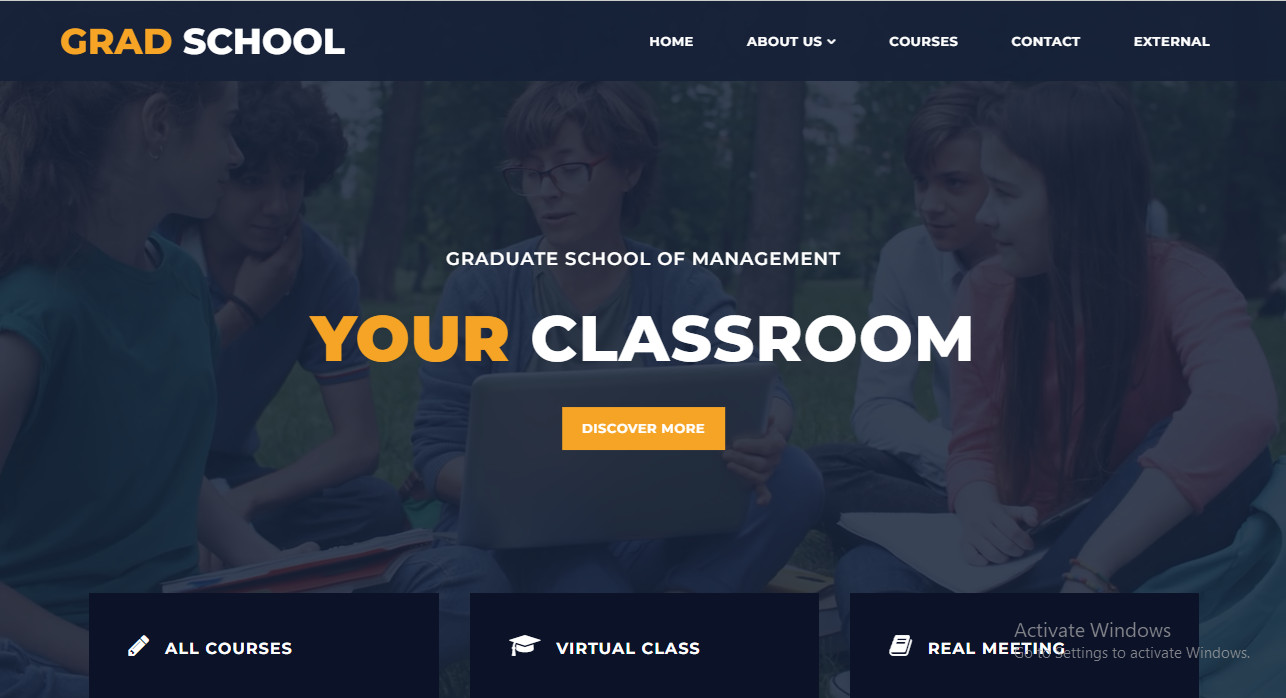 GRAD SCHOOL
HOME
ABOUT US
COURSES
CONTACT
EXTERNAL
GRADUATE SCHOOL OF MANAGEMENT
YOUR CLASSROOM
DISCOVER MORE
ALL COURSES
VIRTUAL CLASS
REAL MEETING
Activate Windows
Go to Settings to activate Windows.